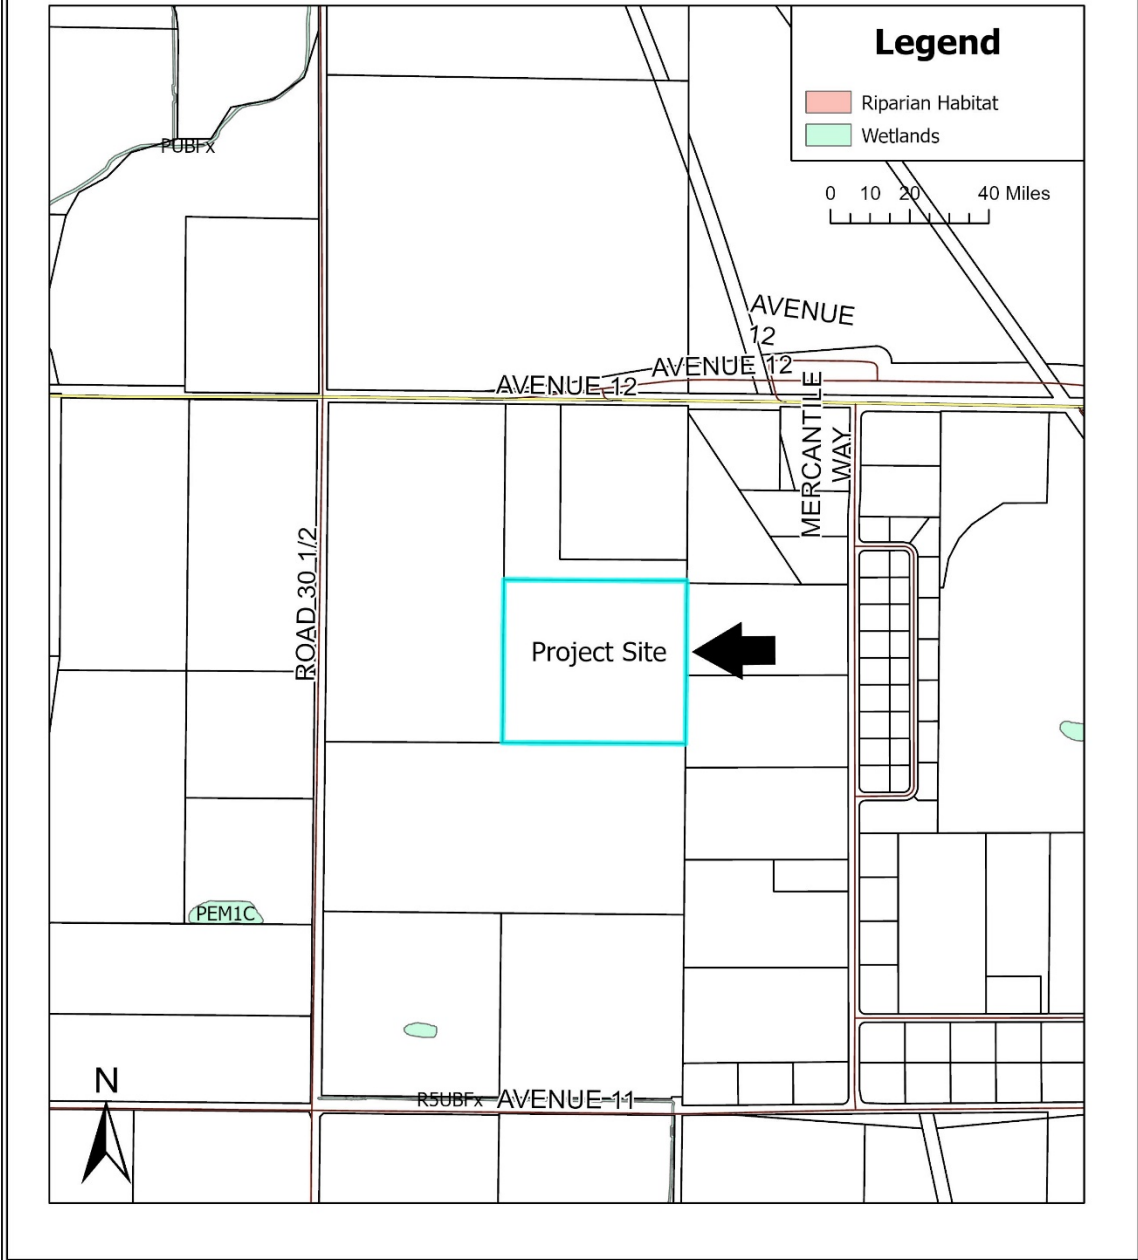 Legend
Riparian Habitat
Wetlands
0 10 20 40 Miles
PUBFx
AVENUE
12
AVENUE 12
AVENUE 12
MERCANTILE
WAY
ROAD 30 1/2
Project Site
PEM1C
N
R5UBFx
AVENUE 11